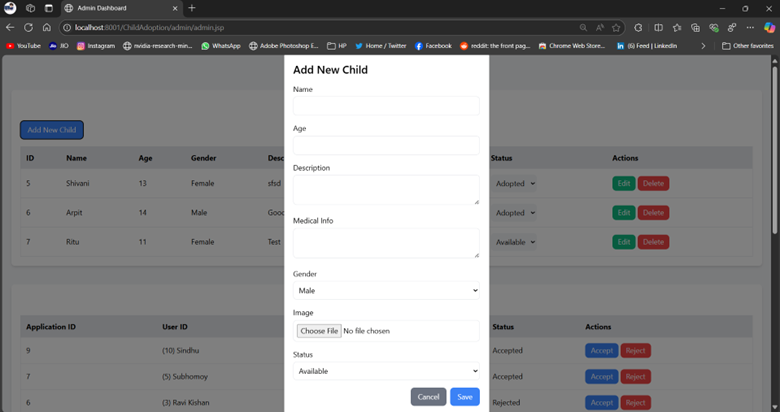 Admin Dashboard
localhost:8001/ChildAdoption/admin/admin.jsp
YouTube JIO Instagram nvidia-research-min... WhatsApp Adobe Photoshop E... HP Home / Twitter Facebook reddit: the front pag... Chrome Web Store... (6) Feed | LinkedIn Other favorites
Add New Child
Name
Age
Description
Medical Info
Gender
Male
Image
Choose File No file chosen
Status
Available
Cancel Save
Add New Child
ID Name Age Gender Desc Status Actions
5 Shivani 13 Female sfsd Adopted Edit Delete
6 Arpit 14 Male Good Adopted Edit Delete
7 Ritu 11 Female Test Available Edit Delete
Application ID User ID Status Actions
9 (10) Sindhu Accepted Accept Reject
7 (5) Subhomoy Accepted Accept Reject
6 (3) Ravi Kishan Rejected Accept Reject